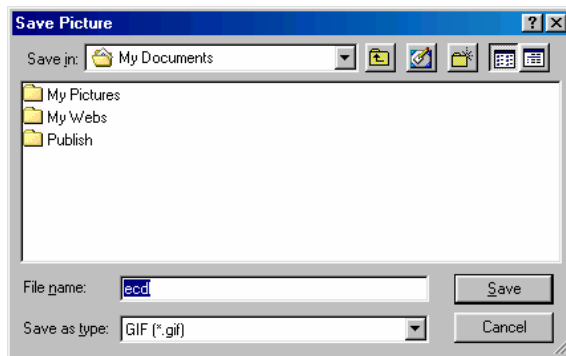 Save Picture
Save in: My Documents
My Pictures
My Webs
Publish
File name: ecd Save
Save as type: GIF (*.gif) Cancel